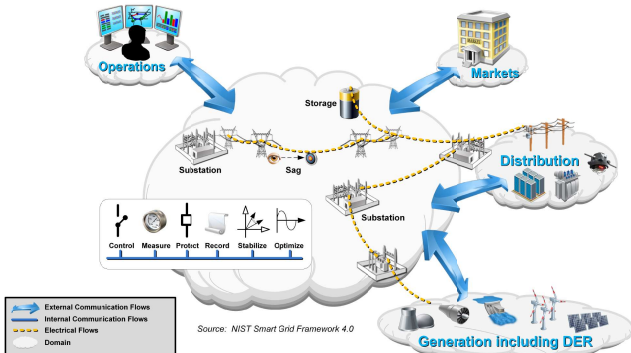 Operations
MARKET
Markets
Storage
Substation
Sag
Distribution
Substation
Control Measure Protect Record Stabilize Optimize
External Communication Flows
Internal Communication Flows
Electrical Flows
Domain
Source: NIST Smart Grid Framework 4.0
Generation including DER